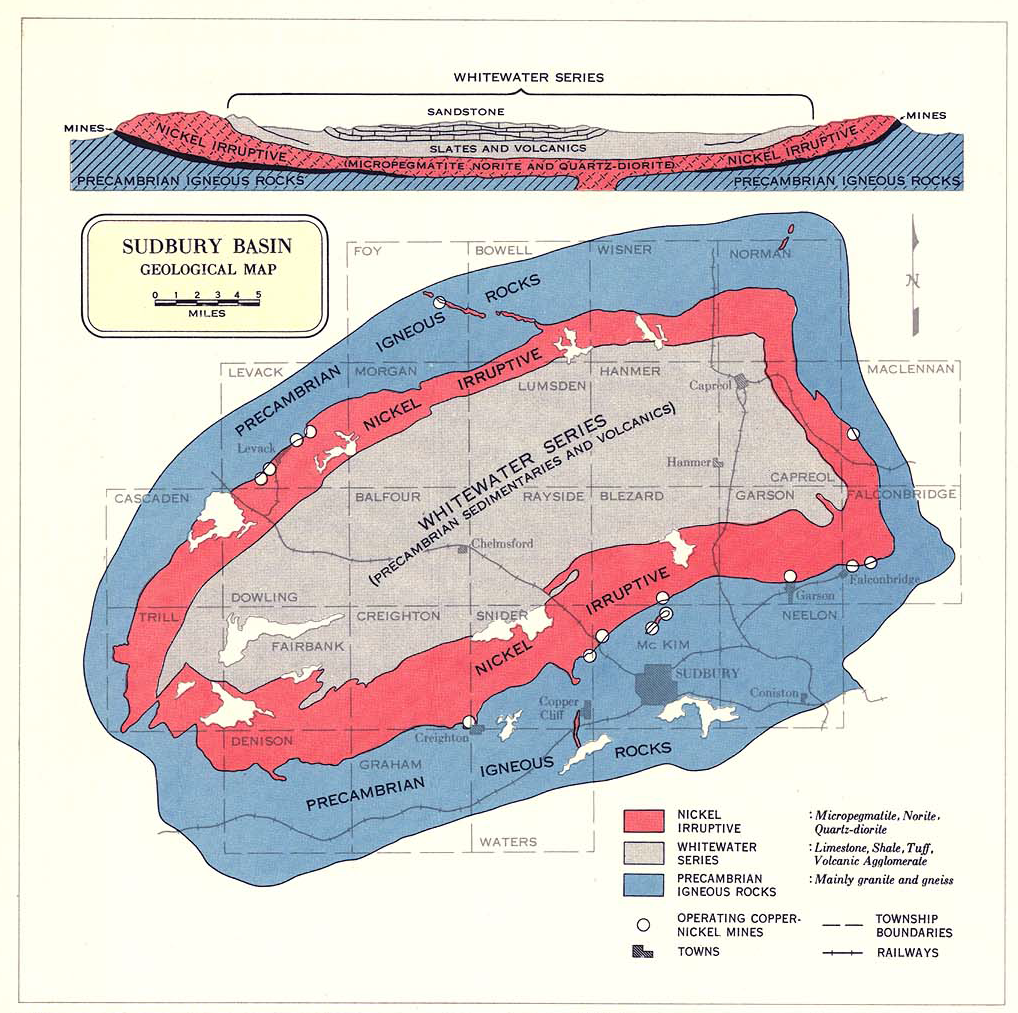 WHITEWATER SERIES
SANDSTONE
MINES
MINES
NICKEL IRRUPTIVE
SLATES AND VOLCANICS
NICKEL IRRUPTIVE
(MICROPEGMATITE NORITE AND QUARTZ-DIORITE)
PRECAMBRIAN IGNEOUS ROCKS
PRECAMBRIAN IGNEOUS ROCKS
SUDBURY BASIN
GEOLOGICAL MAP
0 1 2 3 4 5
MILES
N
FOY
BOWELL
WISNER
NORMAN
PRECAMBRIAN IGNEOUS ROCKS
LEVACK
MORGAN
LUMSDEN
HANMER
MACLENNAN
Capreol
NICKEL IRRUPTIVE
Levack
WHITEWATER SERIES
(PRECAMBRIAN SEDIMENTARIES AND VOLCANICS)
Hanmer
CAPREOL
CASCADEN
BALFOUR
RAYSIDE
BLEZARD
GARSON
FALCONBRIDGE
Chelmsford
Falconbridge
Garson
DOWLING
TRILL
CREIGHTON
SNIDER
NICKEL IRRUPTIVE
NEELON
FAIRBANK
Mc KIM
SUDBURY
Coniston
Copper
Cliff
Creighton
DENISON
GRAHAM
PRECAMBRIAN IGNEOUS ROCKS
WATERS
NICKEL
IRRUPTIVE
: Micropegmatite, Norite,
Quartz-diorite
WHITEWATER
SERIES
: Limestone, Shale, Tuff,
Volcanic Agglomerate
PRECAMBRIAN
IGNEOUS ROCKS
: Mainly granite and gneiss
OPERATING COPPER-
NICKEL MINES
TOWNSHIP
BOUNDARIES
TOWNS
RAILWAYS